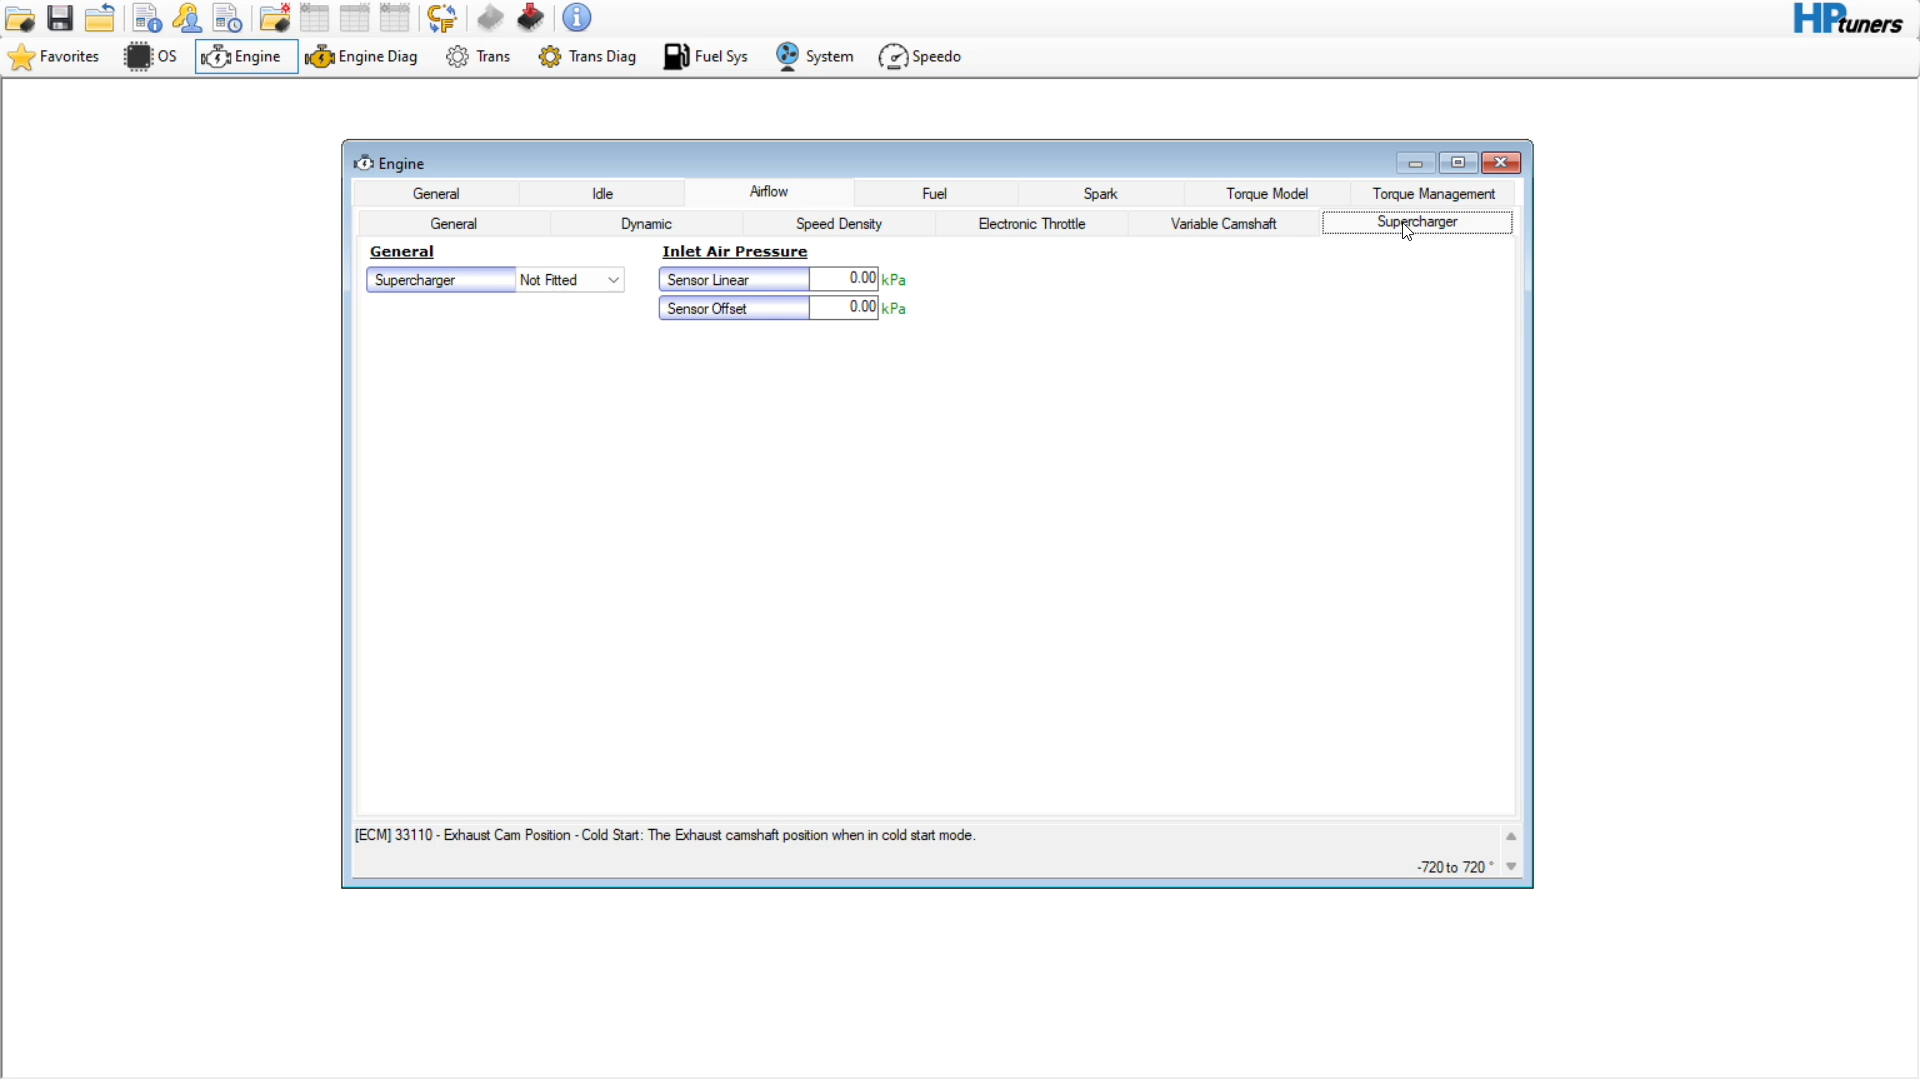 HPtuners
Favorites OS Engine Engine Diag Trans Trans Diag Fuel Sys System Speedo
Engine
General Idle Airflow Fuel Spark Torque Model Torque Management
General Dynamic Speed Density Electronic Throttle Variable Camshaft Supercharger
General Inlet Air Pressure
Supercharger Not Fitted Sensor Linear 0.00 kPa
Sensor Offset 0.00 kPa
[ECM] 33110 - Exhaust Cam Position - Cold Start: The Exhaust camshaft position when in cold start mode.
-720 to 720 °